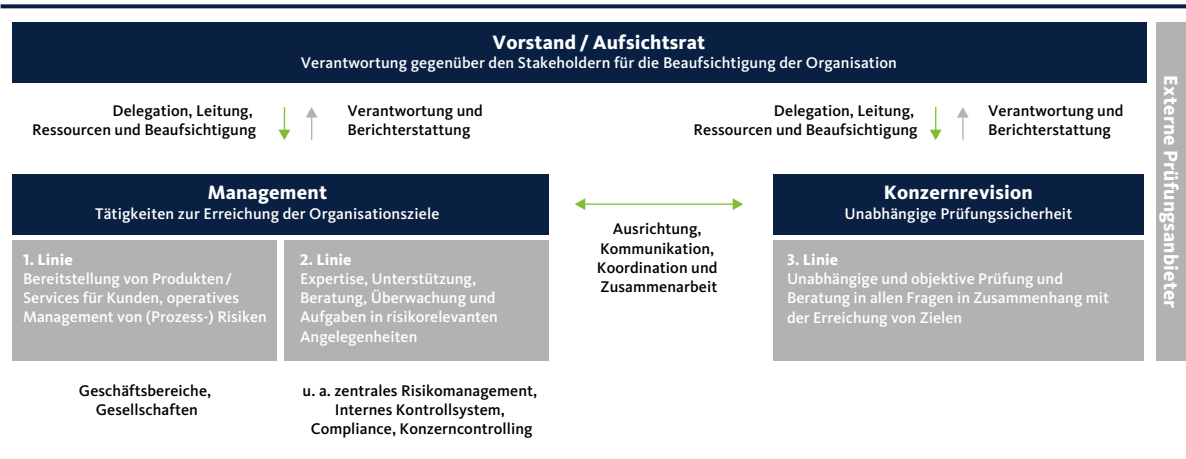 Vorstand / Aufsichtsrat
Verantwortung gegenüber den Stakeholdern für die Beaufsichtigung der Organisation
Delegation, Leitung,
Ressourcen und Beaufsichtigung
Verantwortung und
Berichterstattung
Delegation, Leitung,
Ressourcen und Beaufsichtigung
Verantwortung und
Berichterstattung
Management
Tätigkeiten zur Erreichung der Organisationsziele
Ausrichtung,
Kommunikation,
Koordination und
Zusammenarbeit
Konzernrevision
Unabhängige Prüfungssicherheit
1. Linie
Bereitstellung von Produkten /
Services für Kunden, operatives
Management von (Prozess-) Risiken
2. Linie
Expertise, Unterstützung,
Beratung, Überwachung und
Aufgaben in risikorelevanten
Angelegenheiten
3. Linie
Unabhängige und objektive Prüfung und
Beratung in allen Fragen in Zusammenhang mit
der Erreichung von Zielen
Geschäftsbereiche,
Gesellschaften
u. a. zentrales Risikomanagement,
Internes Kontrollsystem,
Compliance, Konzerncontrolling
Externe Prüfungsanbieter